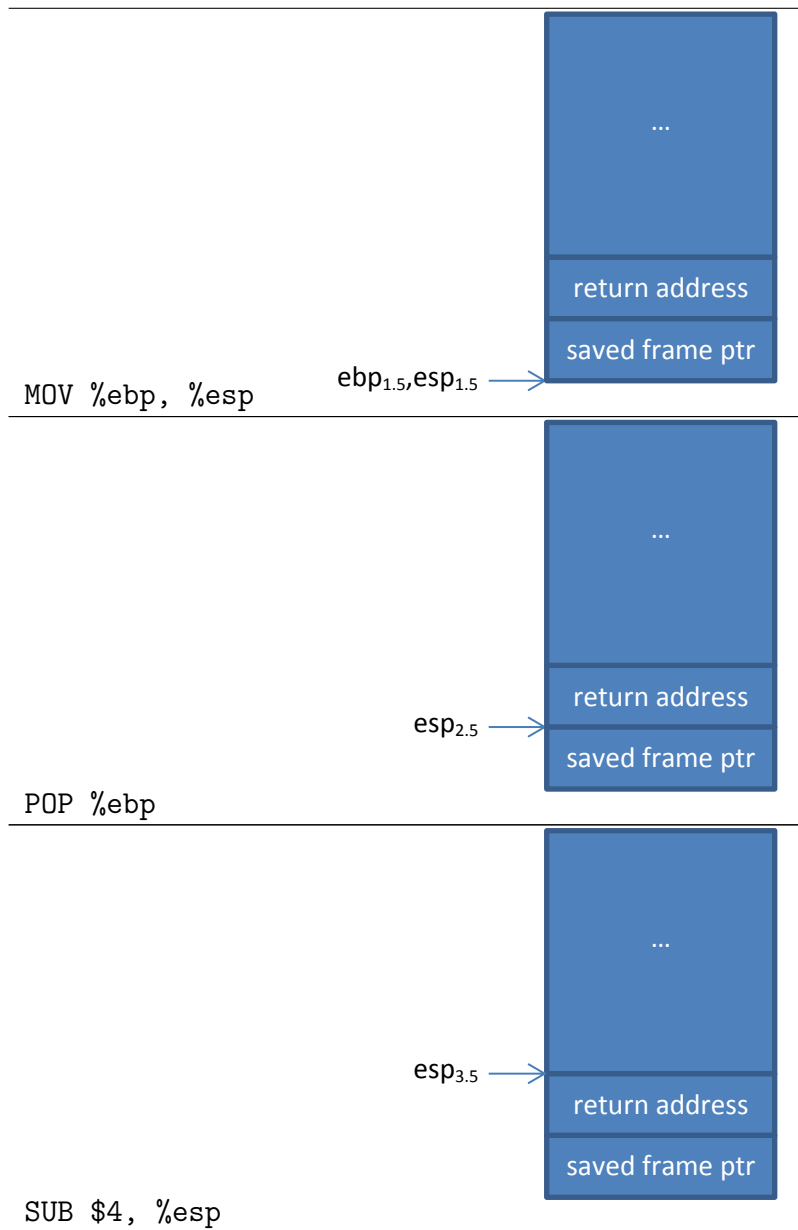 ...
return address
saved frame ptr
ebp1.5,esp1.5
MOV %ebp, %esp
...
return address
esp2.5
saved frame ptr
POP %ebp
...
esp3.5
return address
saved frame ptr
SUB $4, %esp